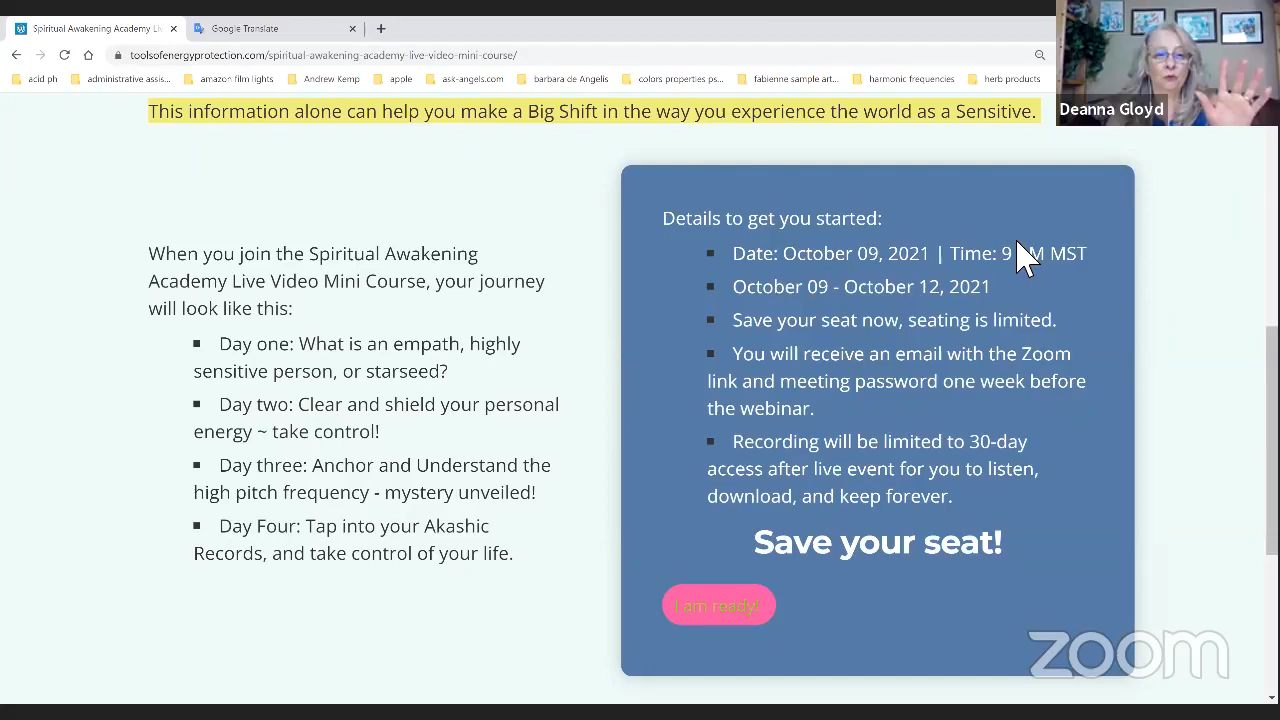 Spiritual Awakening Academy Liv
Google Translate
toolsofenergyprotection.com/spiritual-awakening-academy-live-video-mini-course/
acid ph
administrative assis...
amazon film lights
Andrew Kemp
apple
ask-angels.com
barbara de Angelis
colors properties ps...
fabienne sample art...
harmonic frequencies
herb products
Deanna Gloyd
This information alone can help you make a Big Shift in the way you experience the world as a Sensitive.
When you join the Spiritual Awakening
Academy Live Video Mini Course, your journey
will look like this:
Day one: What is an empath, highly
sensitive person, or starseed?
Day two: Clear and shield your personal
energy ~ take control!
Day three: Anchor and Understand the
high pitch frequency - mystery unveiled!
Day Four: Tap into your Akashic
Records, and take control of your life.
Details to get you started:
Date: October 09, 2021 | Time: 9 MST
October 09 - October 12, 2021
Save your seat now, seating is limited.
You will receive an email with the Zoom
link and meeting password one week before
the webinar.
Recording will be limited to 30-day
access after live event for you to listen,
download, and keep forever.
Save your seat!
I am ready!
zoom